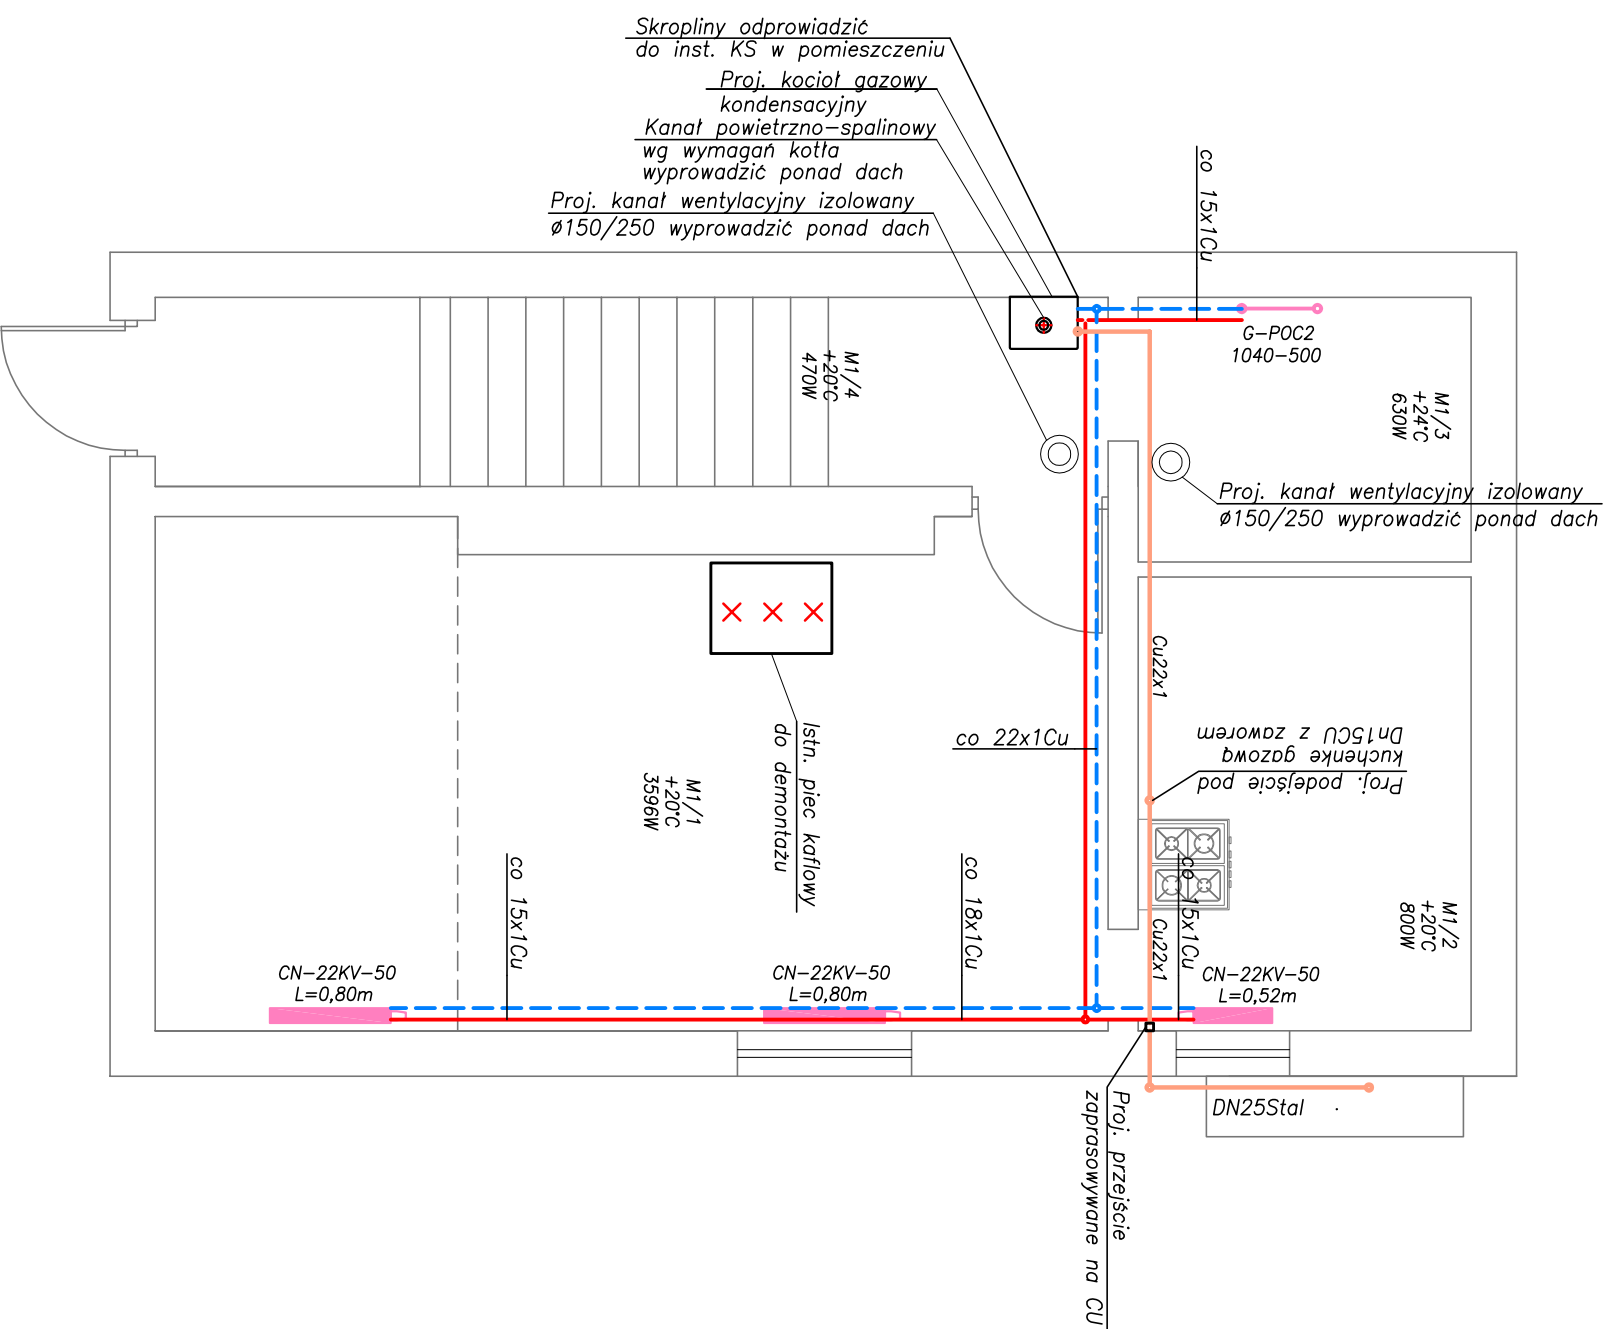 Skropliny odprowiadzić
do inst. KS w pomieszczeniu
Proj. kocioł gazowy
kondensacyjny
Kanał powietrzno-spalinowy
wg wymagań kotła
wyprowadzić ponad dach
Proj. kanał wentylacyjny izolowany
ø150/250 wyprowadzić ponad dach
co 15x1Cu
G-POC2
1040-500
M1/4
+20°C
470W
M1/3
+24°C
630W
Proj. kanał wentylacyjny izolowany
ø150/250 wyprowadzić ponad dach
Cu22x1
co 22x1Cu
Proj. podejście pod
kuchenke gazową
Dn15CU z zaworem
Istn. piec kaflowy
do demontażu
M1/1
+20°C
3596W
co 15x1Cu
co 18x1Cu
co 15x1Cu
Cu22x1
M1/2
+20°C
800W
CN-22KV-50
L=0,80m
CN-22KV-50
L=0,80m
CN-22KV-50
L=0,52m
DN25Stal
Proj. przejście
zaprasowywane na CU